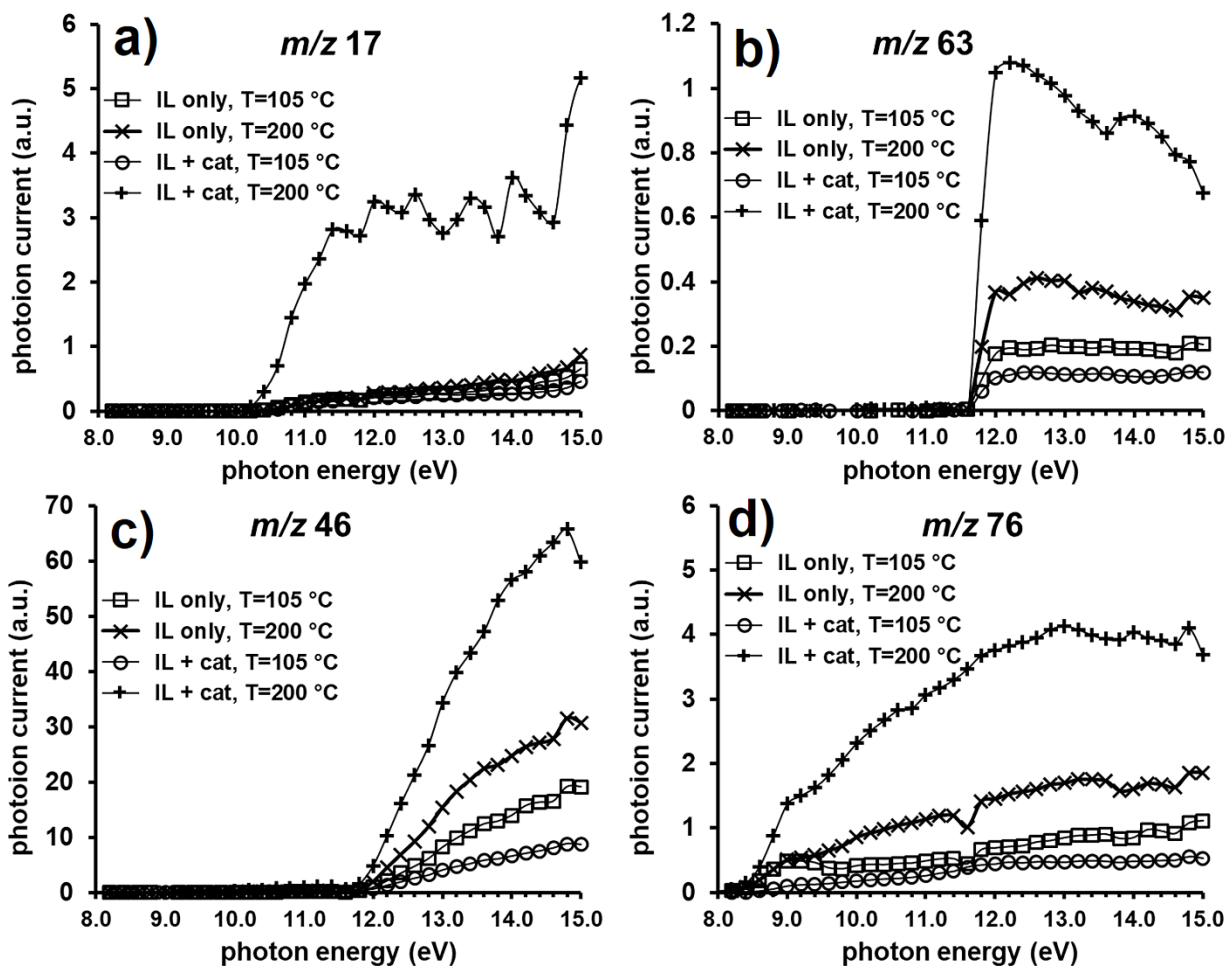 a)
m/z 17
photoion current (a.u.)
6
5
4
3
2
1
0
IL only, T=105 °C
IL only, T=200 °C
IL + cat, T=105 °C
IL + cat, T=200 °C
8.0 9.0 10.0 11.0 12.0 13.0 14.0 15.0
photon energy (eV)
b)
m/z 63
photoion current (a.u.)
1.2
1
0.8
0.6
0.4
0.2
0
IL only, T=105 °C
IL only, T=200 °C
IL + cat, T=105 °C
IL + cat, T=200 °C
8.0 9.0 10.0 11.0 12.0 13.0 14.0 15.0
photon energy (eV)
c)
m/z 46
photoion current (a.u.)
70
60
50
40
30
20
10
0
IL only, T=105 °C
IL only, T=200 °C
IL + cat, T=105 °C
IL + cat, T=200 °C
8.0 9.0 10.0 11.0 12.0 13.0 14.0 15.0
photon energy (eV)
d)
m/z 76
photoion current (a.u.)
6
5
4
3
2
1
0
IL only, T=105 °C
IL only, T=200 °C
IL + cat, T=105 °C
IL + cat, T=200 °C
8.0 9.0 10.0 11.0 12.0 13.0 14.0 15.0
photon energy (eV)